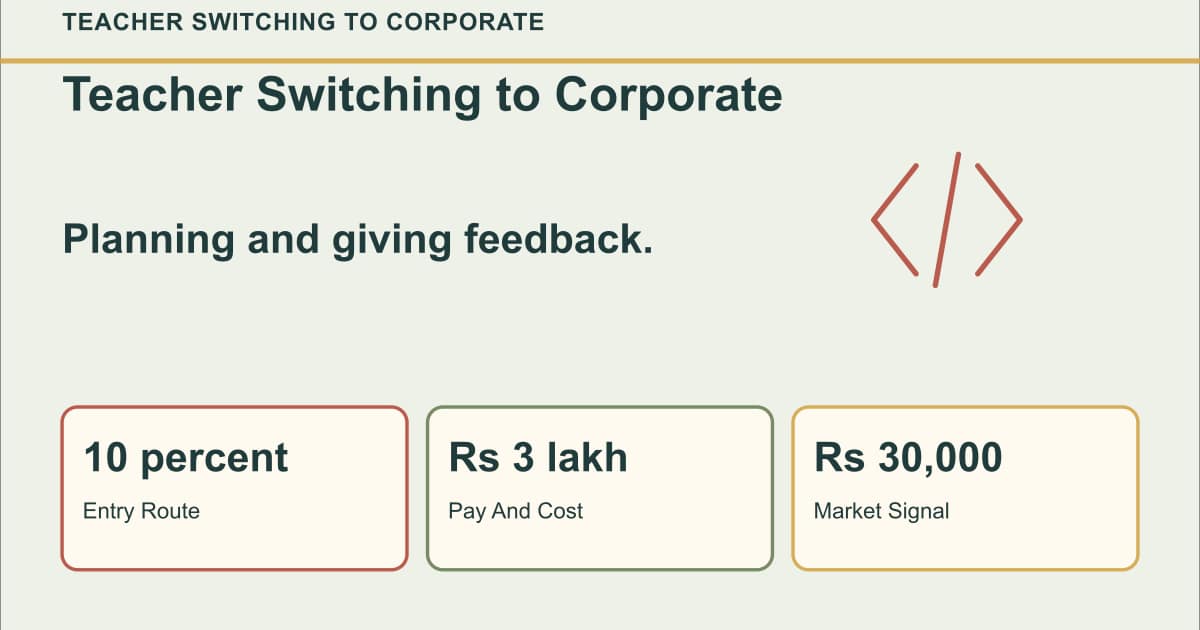 TEACHER SWITCHING TO CORPORATE
Teacher Switching to Corporate
Planning and giving feedback.
10 percent
Entry Route
Rs 3 lakh
Pay And Cost
Rs 30,000
Market Signal